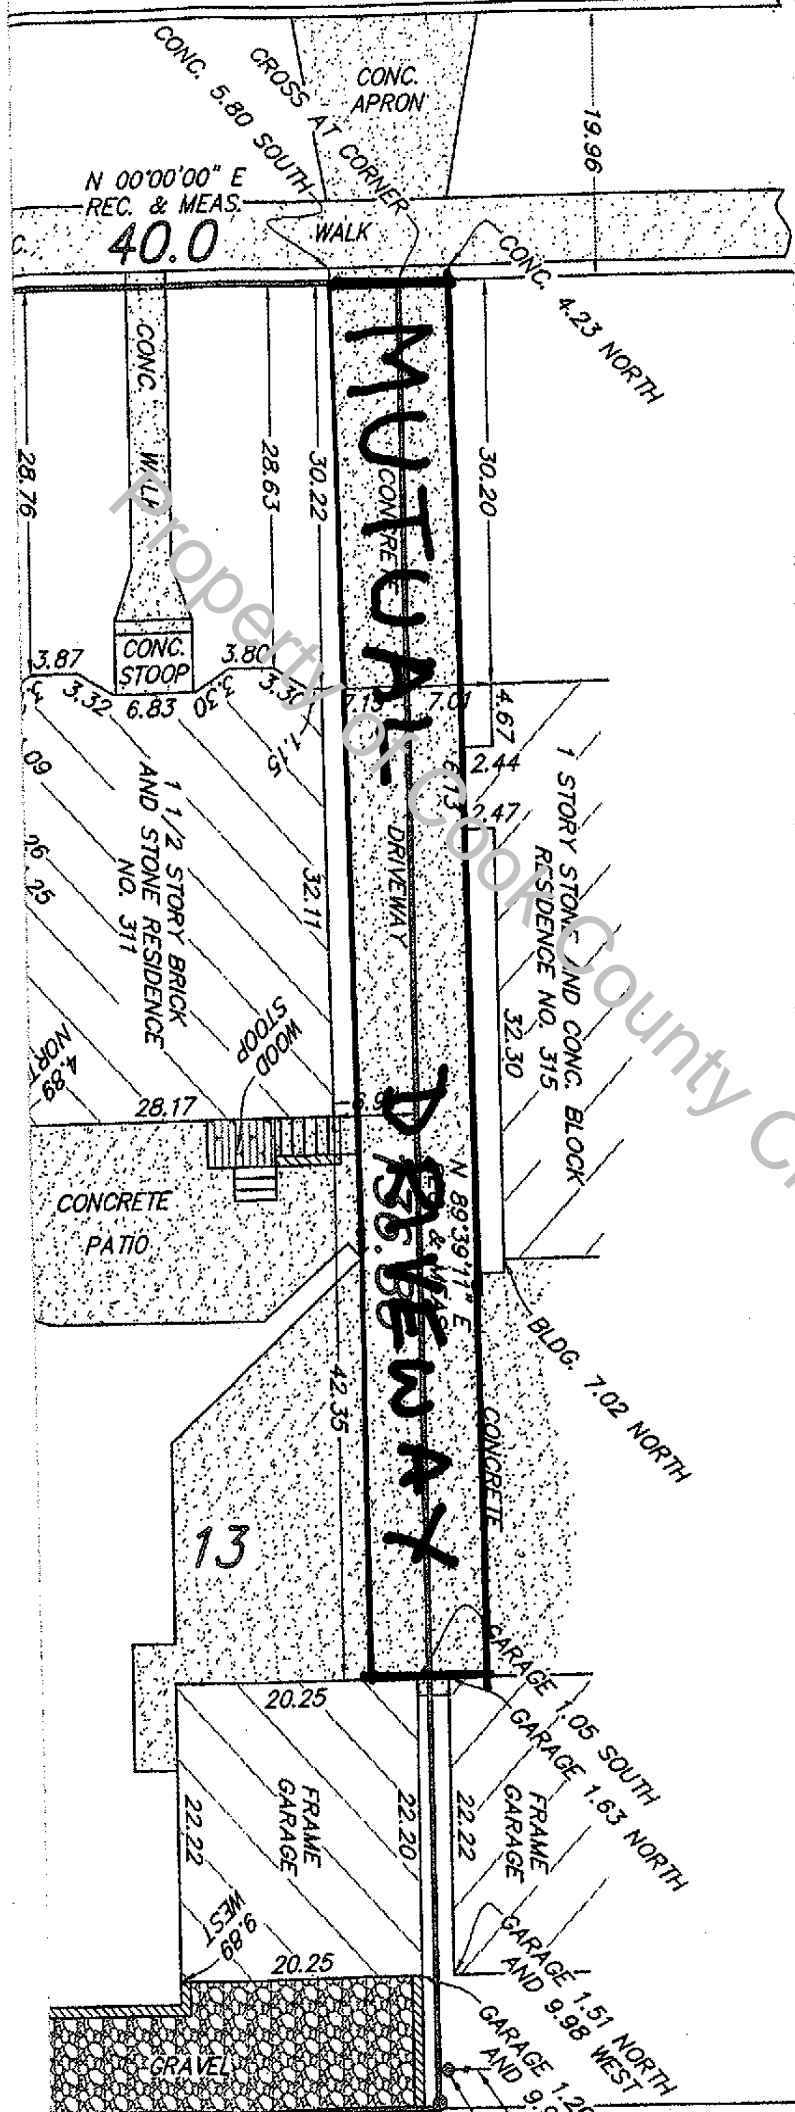 CONC. 5.80 SOUTH
CROSS AT CORNER
CONC.
APRON
19.96
N 00°00'00" E
REC. & MEAS.
40.0
WALK
CONC. 4.23 NORTH
CONC. WALK
28.76
28.63
30.22
30.20
MUTUAL
CONCRETE
CONC.
STOOP
3.87
3.32
6.83
3.30
3.80
3.30
1.15
7.13
7.01
4.67
2.44
2.47
DRIVEWAY
1 STORY STONE AND CONC. BLOCK
RESIDENCE NO. 315
1 1/2 STORY BRICK
AND STONE RESIDENCE
NO. 311
32.11
32.30
4.89
WOOD
STOOP
28.17
DRIVEWAY
N 89°39'11" E
& MEAS.
CONCRETE
PATIO
BLDG. 7.02 NORTH
42.35
CONCRETE
13
GARAGE 1.05 SOUTH
GARAGE 1.63 NORTH
20.25
FRAME
GARAGE
22.22
22.20
22.22
FRAME
GARAGE
9.89
WEST
20.25
GARAGE 1.51 NORTH
AND 9.98 WEST
GRAVEL
Property of Cook County